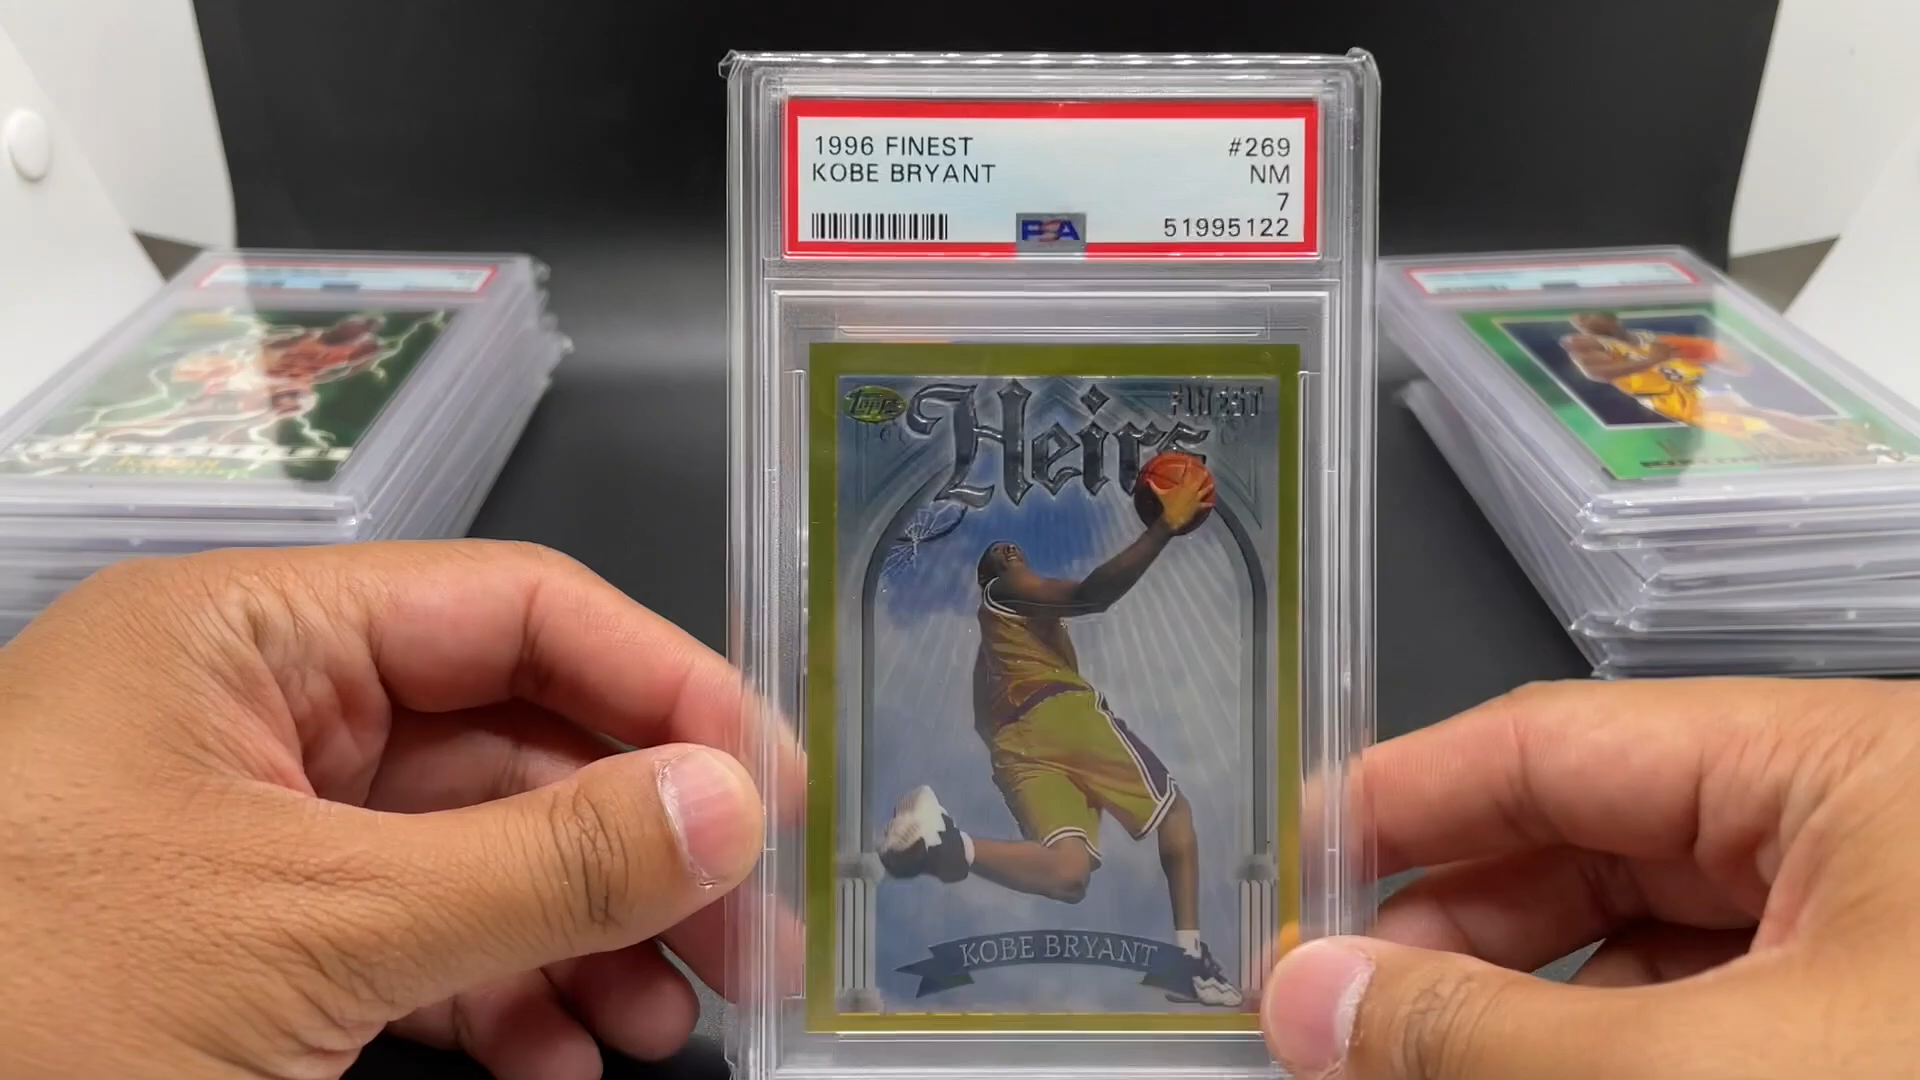 1996 FINEST #269
KOBE BRYANT NM
7
PSA 51995122
Topps Heirs FINEST
KOBE BRYANT